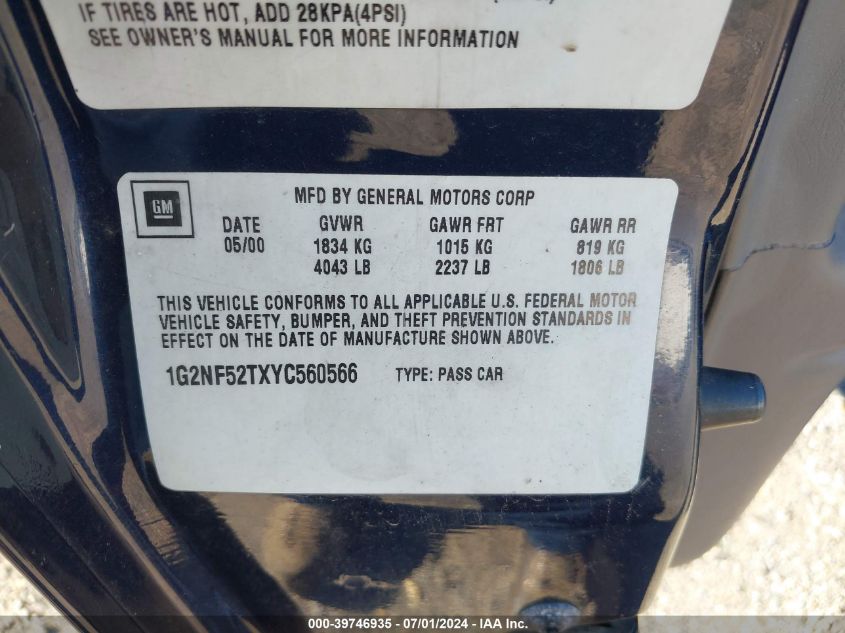 IF TIRES ARE HOT, ADD 28KPA(4PSI)
SEE OWNER'S MANUAL FOR MORE INFORMATION
GM
MFD BY GENERAL MOTORS CORP
DATE GVWR GAWR FRT GAWR RR
05/00 1834 KG 1015 KG 819 KG
4043 LB 2237 LB 1806 LB
THIS VEHICLE CONFORMS TO ALL APPLICABLE U.S. FEDERAL MOTOR
VEHICLE SAFETY, BUMPER, AND THEFT PREVENTION STANDARDS IN
EFFECT ON THE DATE OF MANUFACTURE SHOWN ABOVE.
1G2NF52TXYC560566 TYPE: PASS CAR
000-39746935 - 07/01/2024 - IAA Inc.